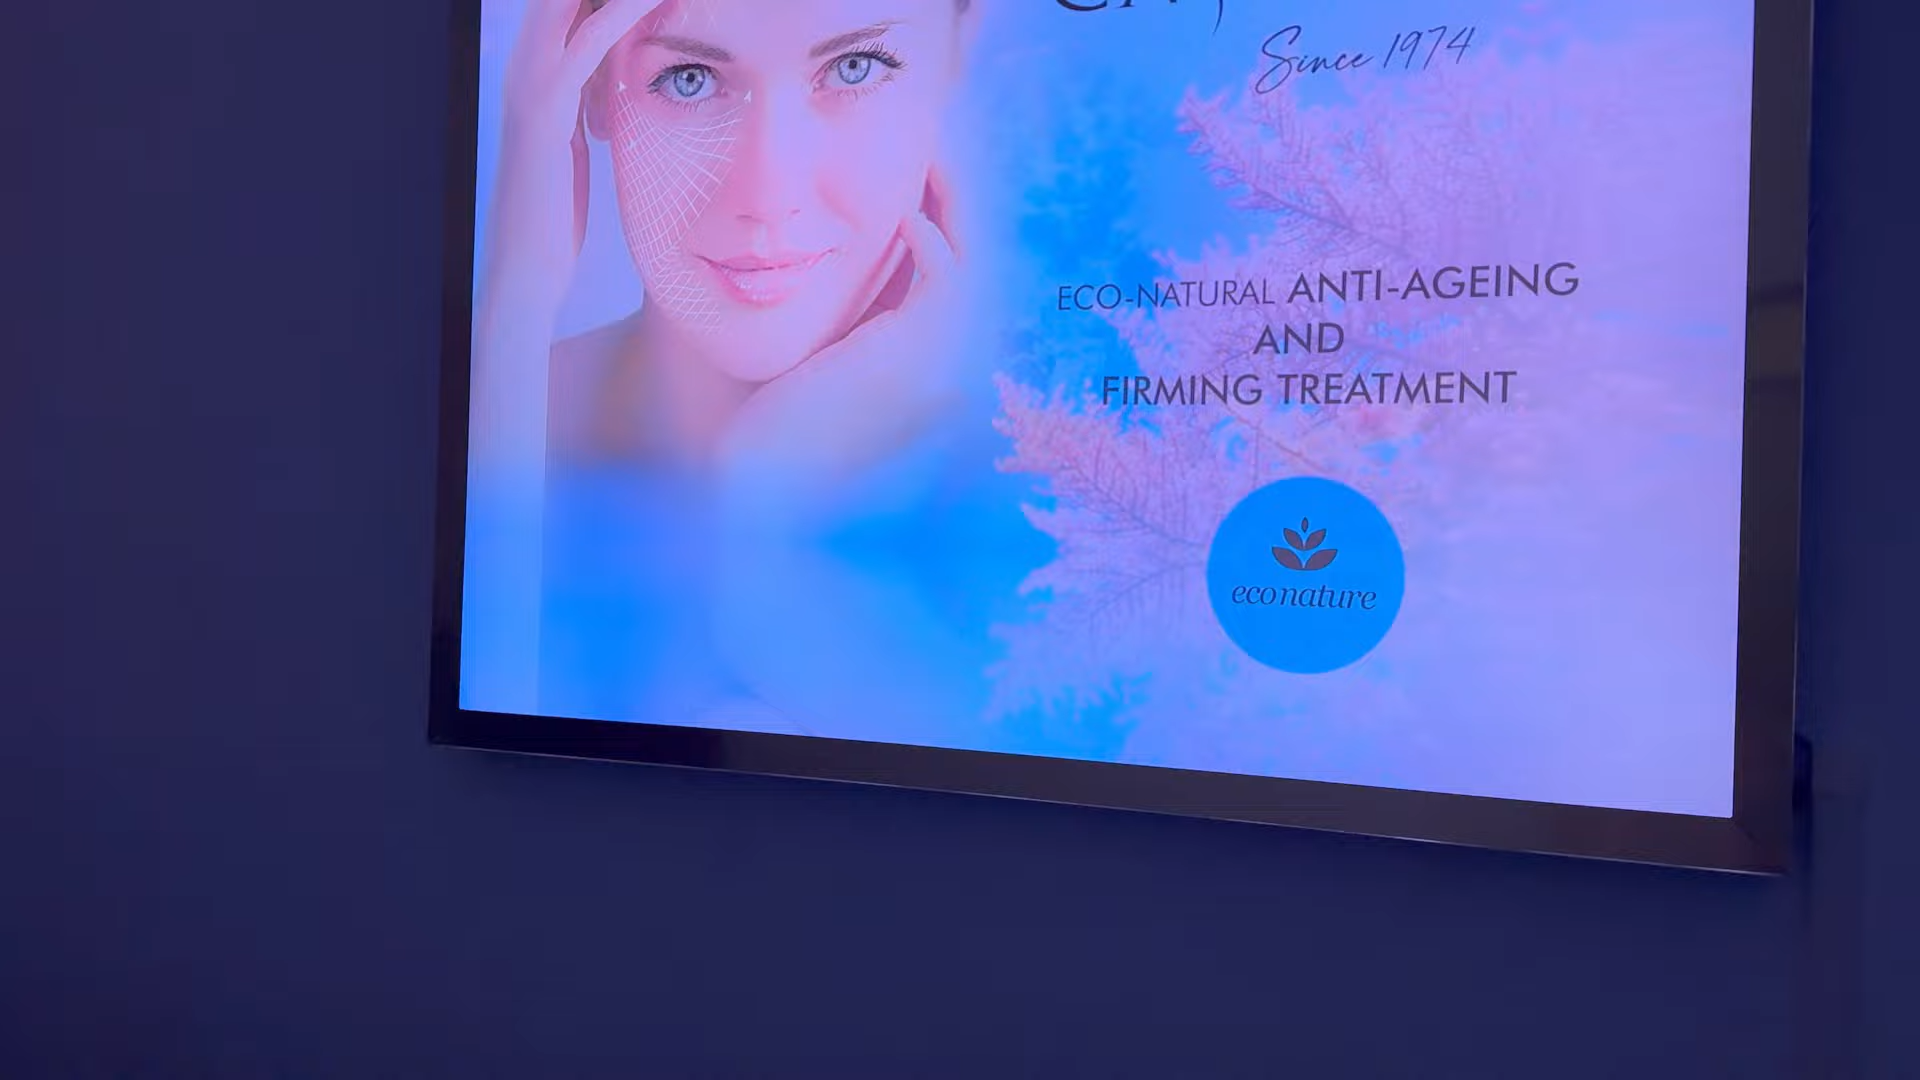 Since 1974
ECO-NATURAL ANTI-AGEING
AND
FIRMING TREATMENT
econature